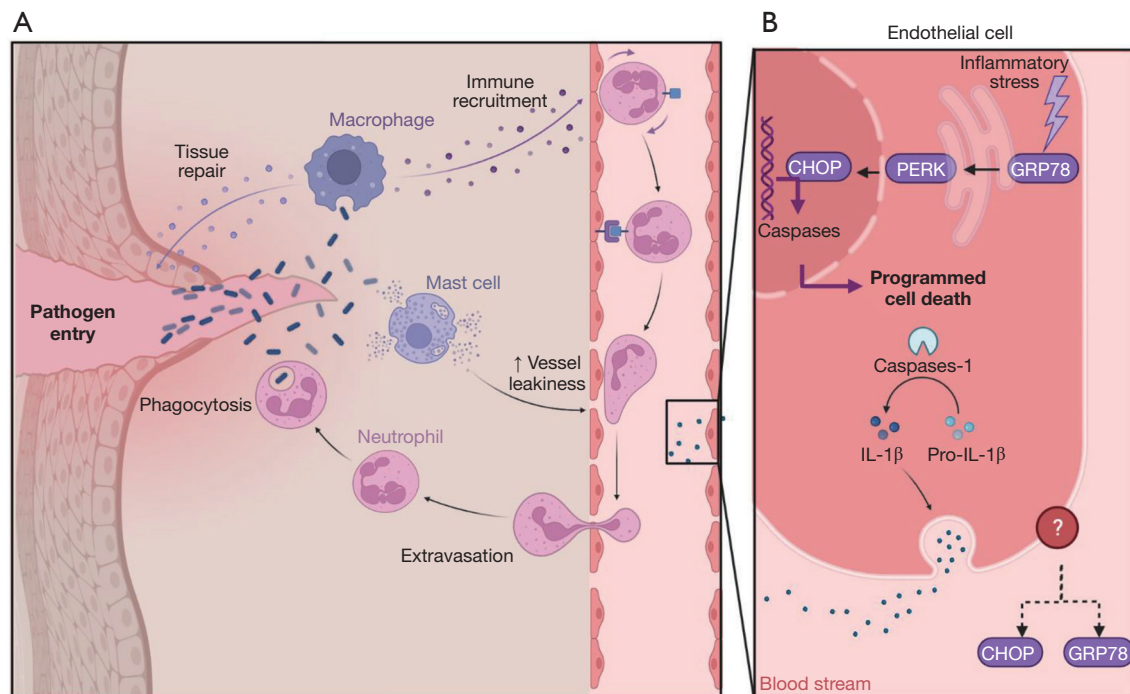 A
Immune
recruitment
Macrophage
Tissue
repair
Pathogen
entry
Mast cell
↑ Vessel
leakiness
Phagocytosis
Neutrophil
Extravasation
B
Endothelial cell
Inflammatory
stress
CHOP
PERK
GRP78
Caspases
Programmed
cell death
Caspases-1
IL-1β
Pro-IL-1β
?
CHOP
GRP78
Blood stream